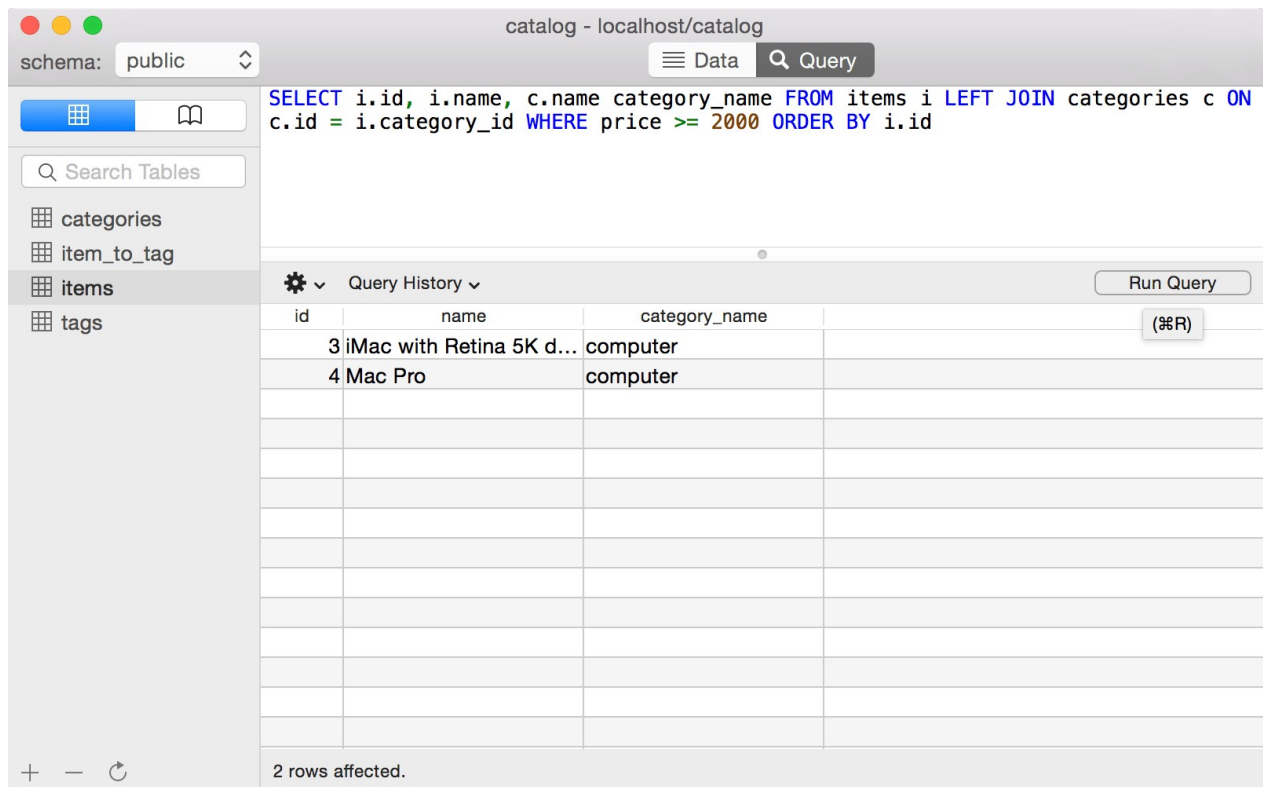 catalog - localhost/catalog
schema: public
Data Query
SELECT i.id, i.name, c.name category_name FROM items i LEFT JOIN categories c ON
c.id = i.category_id WHERE price >= 2000 ORDER BY i.id
Search Tables
categories
item_to_tag
items
tags
Query History
Run Query
(⌘R)
id name category_name
3 iMac with Retina 5K d... computer
4 Mac Pro computer
2 rows affected.